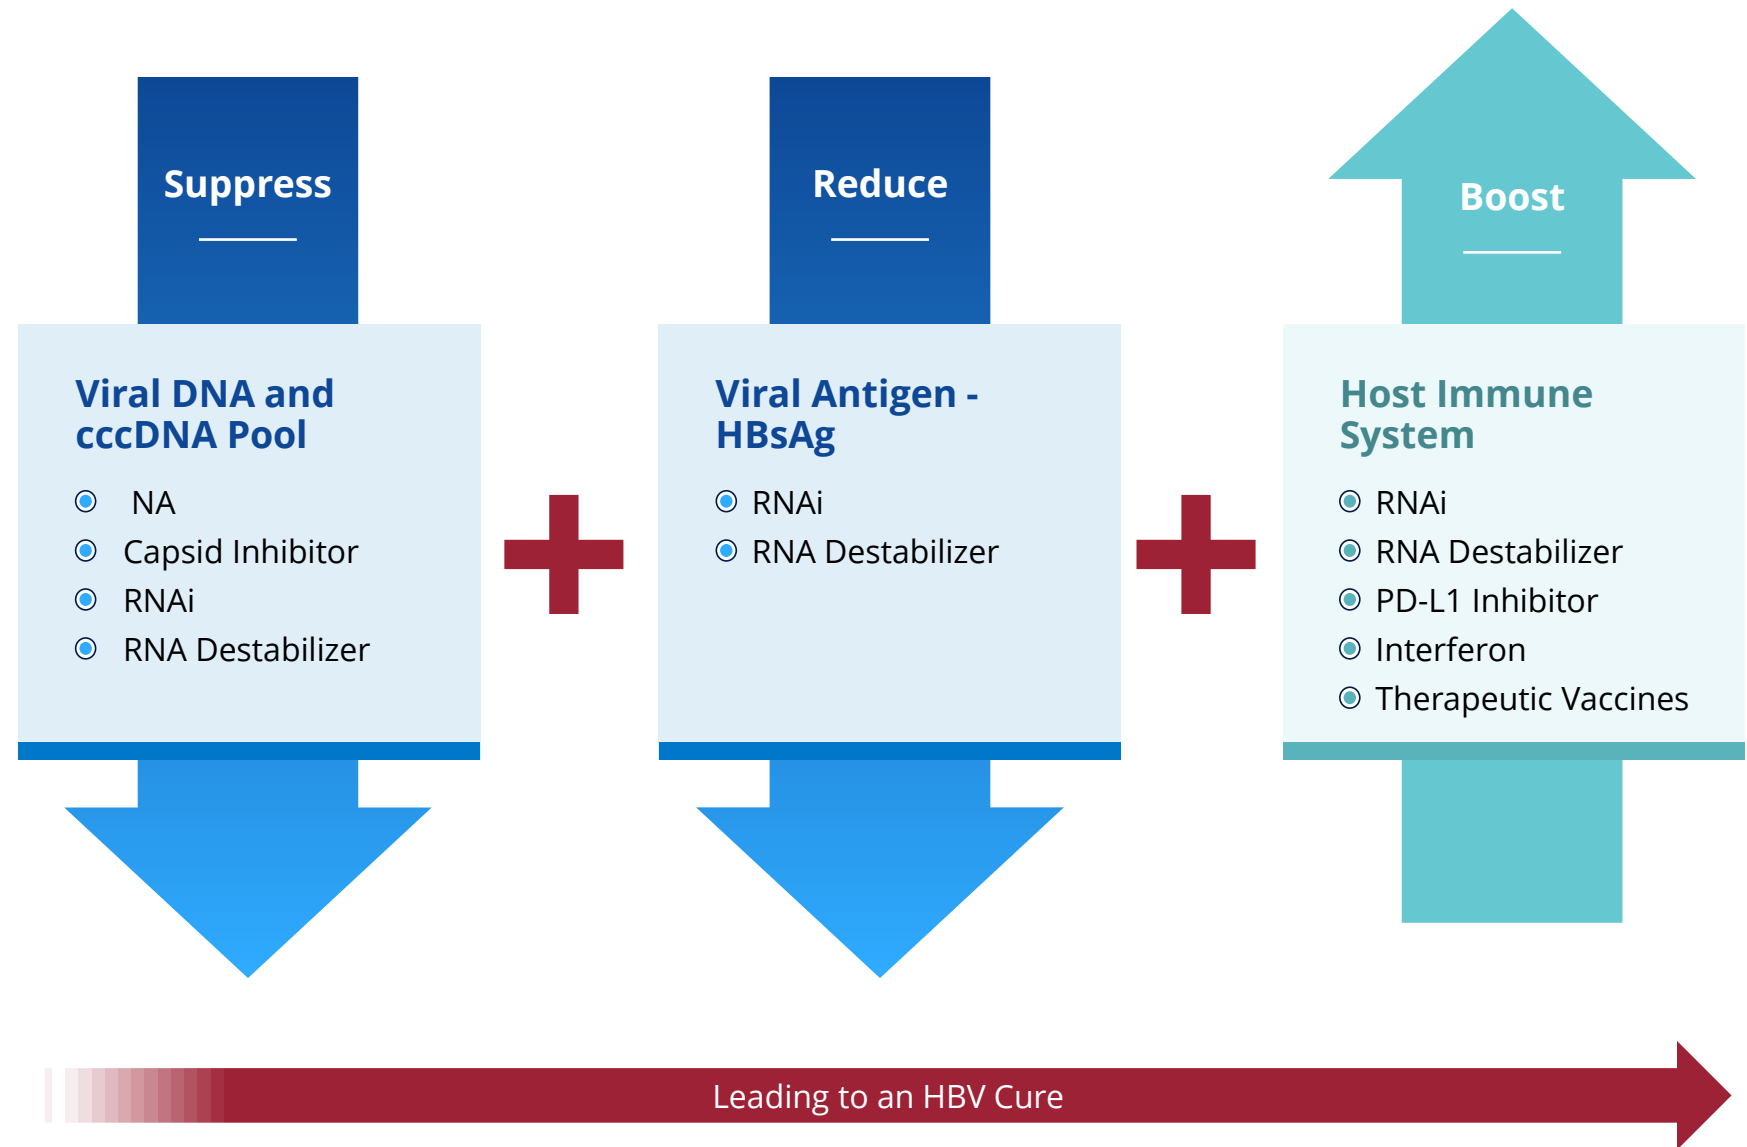 Suppress
Viral DNA and
cccDNA Pool
NA
Capsid Inhibitor
RNAi
RNA Destabilizer
Reduce
Viral Antigen -
HBsAg
RNAi
RNA Destabilizer
Boost
Host Immune
System
RNAi
RNA Destabilizer
PD-L1 Inhibitor
Interferon
Therapeutic Vaccines
Leading to an HBV Cure